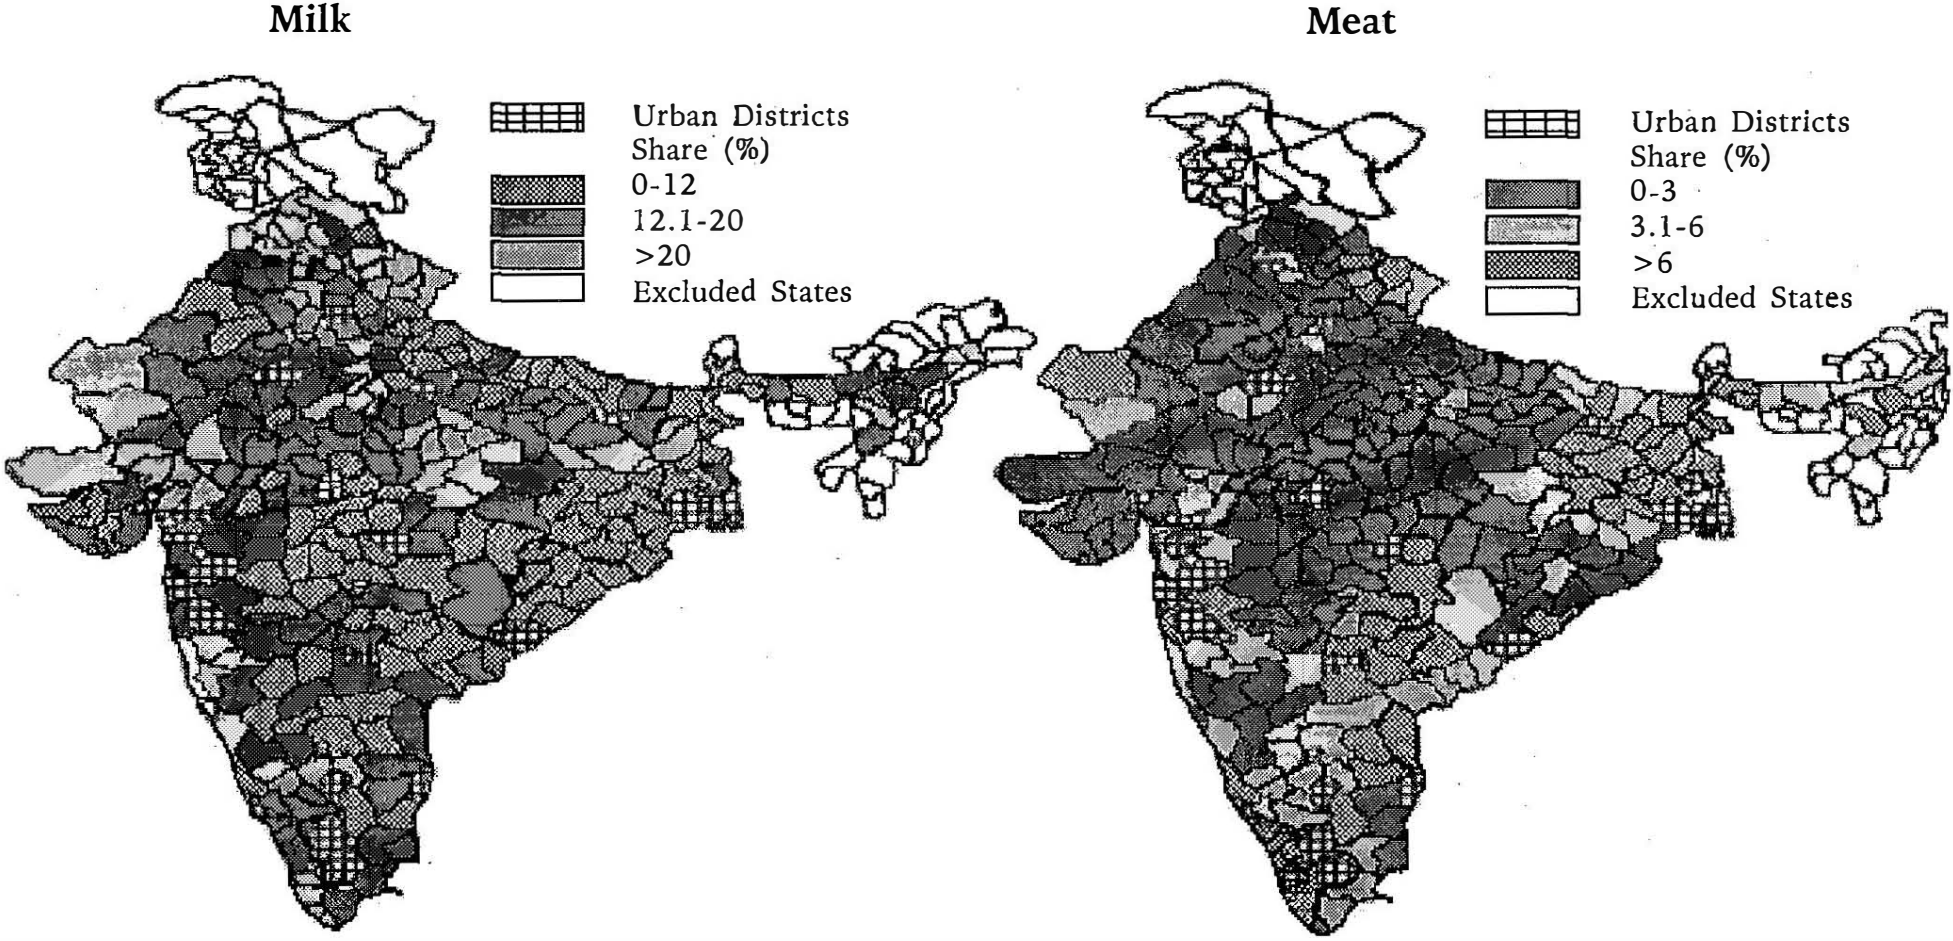 Milk
Urban Districts
Share (%)
0-12
12.1-20
>20
Excluded States
Meat
Urban Districts
Share (%)
0-3
3.1-6
>6
Excluded States